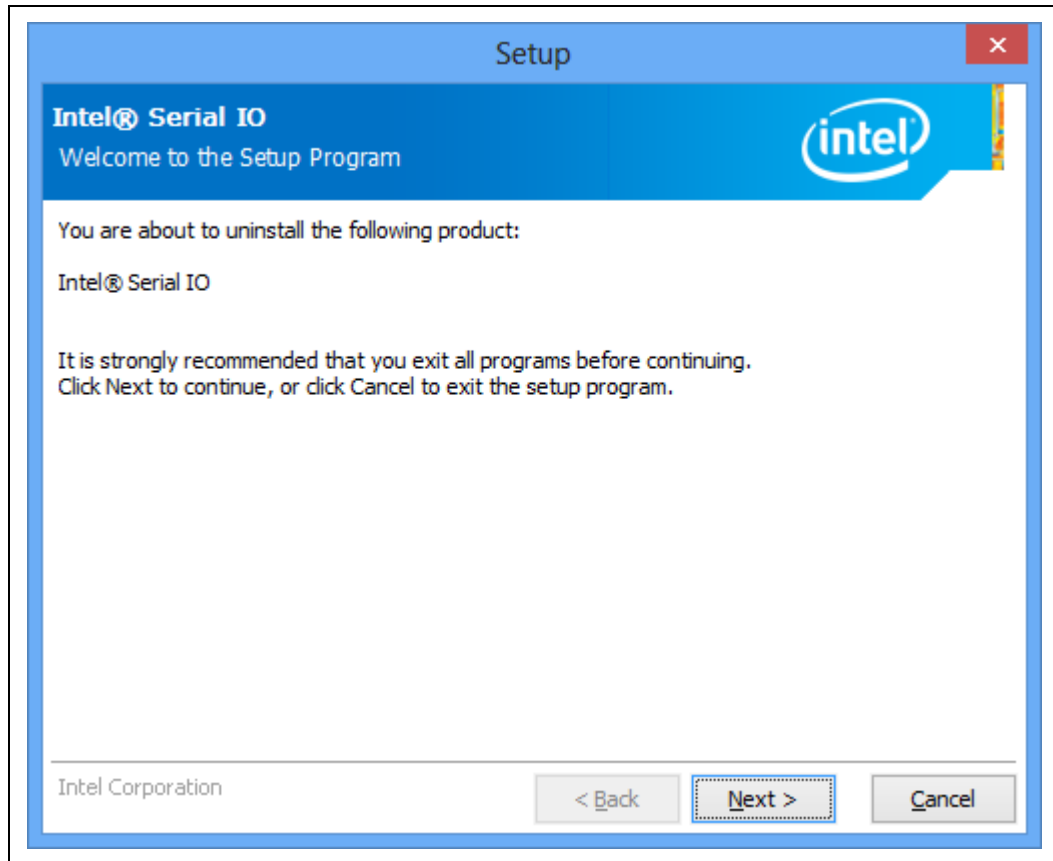 Setup
Intel® Serial IO
Welcome to the Setup Program
intel
You are about to uninstall the following product:
Intel® Serial IO
It is strongly recommended that you exit all programs before continuing.
Click Next to continue, or click Cancel to exit the setup program.
Intel Corporation
< Back Next > Cancel